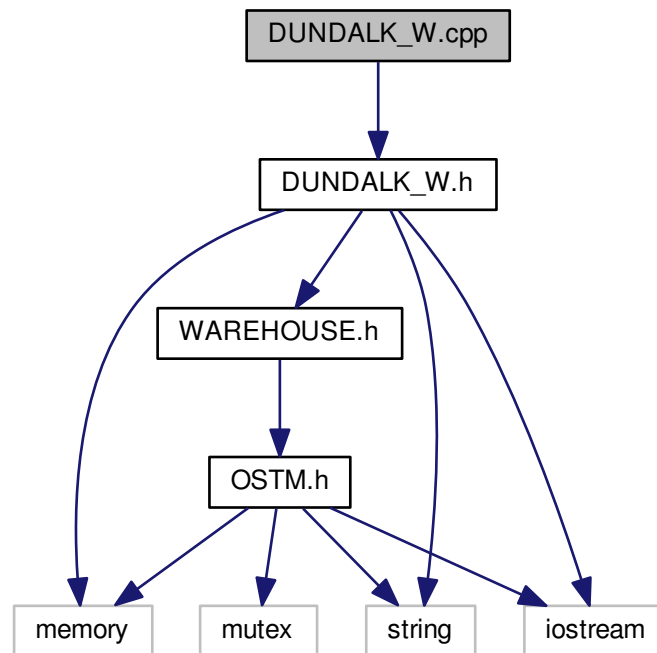 DUNDALK_W.cpp
DUNDALK_W.h
WAREHOUSE.h
OSTM.h
memory
mutex
string
iostream